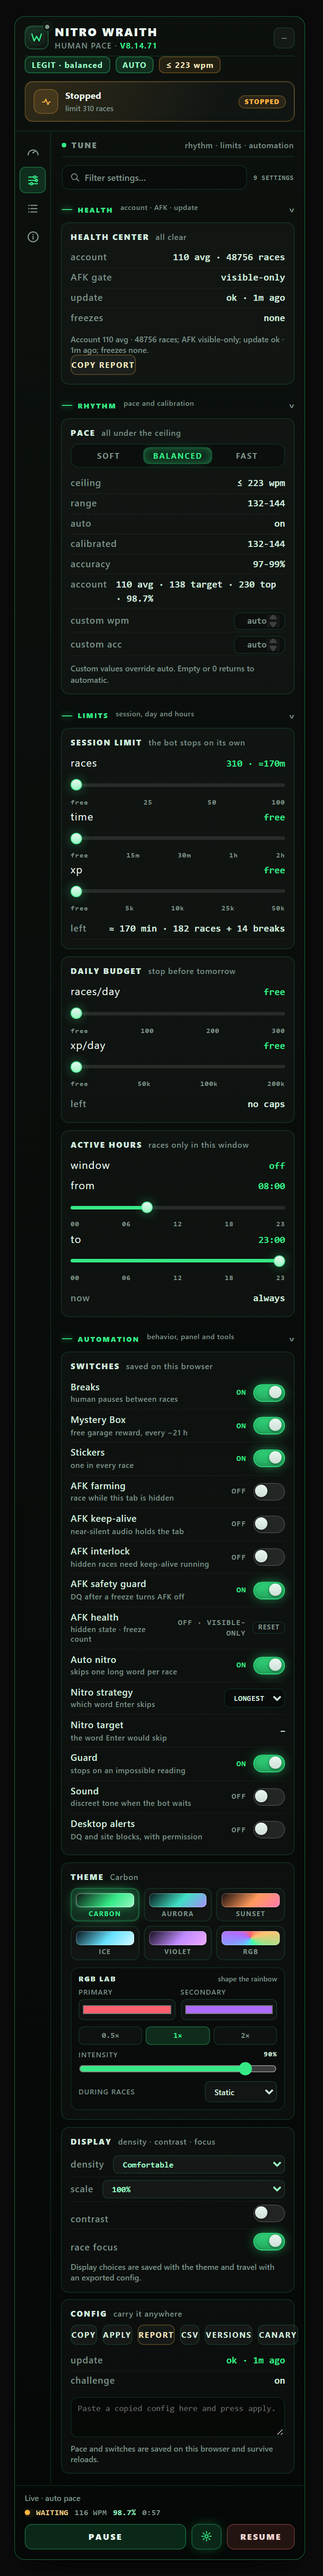 W
NITRO WRAITH
HUMAN PACE · V8.14.71
–
LEGIT · balanced
AUTO
≤ 223 wpm
Stopped
limit 310 races
STOPPED
TUNE
rhythm · limits · automation
Filter settings...
9 SETTINGS
HEALTH account · AFK · update v
HEALTH CENTER all clear
account 110 avg · 48756 races
AFK gate visible-only
update ok · 1m ago
freezes none
Account 110 avg · 48756 races; AFK visible-only; update ok ·
1m ago; freezes none.
COPY REPORT
RHYTHM pace and calibration v
PACE all under the ceiling
SOFT BALANCED FAST
ceiling ≤ 223 wpm
range 132-144
auto on
calibrated 132-144
accuracy 97-99%
account 110 avg · 138 target · 230 top
· 98.7%
custom wpm auto
custom acc auto
Custom values override auto. Empty or 0 returns to
automatic.
LIMITS session, day and hours v
SESSION LIMIT the bot stops on its own
races 310 · ≈170m
free 25 50 100
time free
free 15m 30m 1h 2h
xp free
free 5k 10k 25k 50k
left ≈ 170 min · 182 races + 14 breaks
DAILY BUDGET stop before tomorrow
races/day free
free 100 200 300
xp/day free
free 50k 100k 200k
left no caps
ACTIVE HOURS races only in this window
window off
from 08:00
00 06 12 18 23
to 23:00
00 06 12 18 23
now always
AUTOMATION behavior, panel and tools v
SWITCHES saved on this browser
Breaks ON
human pauses between races
Mystery Box ON
free garage reward, every ~21 h
Stickers ON
one in every race
AFK farming OFF
race while this tab is hidden
AFK keep-alive OFF
near-silent audio holds the tab
AFK interlock OFF
hidden races need keep-alive running
AFK safety guard ON
DQ after a freeze turns AFK off
AFK health
hidden state · freeze
count
OFF · VISIBLE-
ONLY
RESET
Auto nitro ON
skips one long word per race
Nitro strategy LONGEST
which word Enter skips
Nitro target –
the word Enter would skip
Guard ON
stops on an impossible reading
Sound OFF
discreet tone when the bot waits
Desktop alerts OFF
DQ and site blocks, with permission
THEME Carbon
CARBON AURORA SUNSET
ICE VIOLET RGB
RGB LAB shape the rainbow
PRIMARY SECONDARY
0.5× 1× 2×
INTENSITY 90%
DURING RACES Static
DISPLAY density · contrast · focus
density Comfortable
scale 100%
contrast
race focus
Display choices are saved with the theme and travel with
an exported config.
CONFIG carry it anywhere
COPY APPLY REPORT CSV VERSIONS CANARY
update ok · 1m ago
challenge on
Paste a copied config here and press apply.
Pace and switches are saved on this browser and survive
reloads.
Live · auto pace
WAITING 116 WPM 98.7% 0:57
PAUSE
RESUME